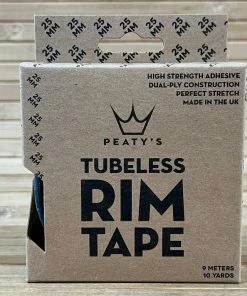 25 MM
HIGH STRENGTH ADHESIVE
DUAL-PLY CONSTRUCTION
PERFECT STRETCH
MADE IN THE UK
PEATY'S
TUBELESS
RIM
TAPE
9 METERS
10 YARDS